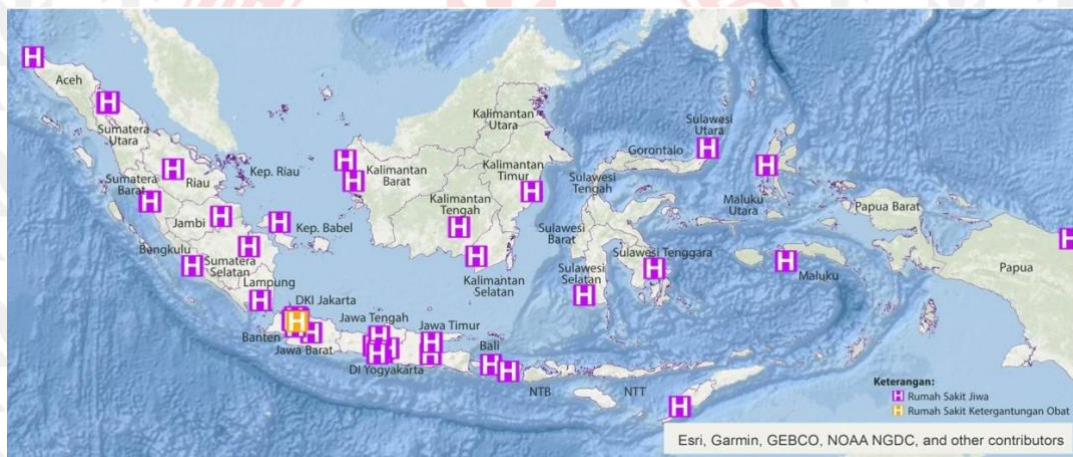 Aceh
Sumatera
Utara
Sumatera
Barat
Riau
Kep. Riau
Jambi
Kep. Babel
Bengkulu
Sumatera
Selatan
Lampung
DKI Jakarta
Banten
Jawa Barat
Jawa Tengah
DI Yogyakarta
Jawa Timur
Bali
NTB
NTT
Kalimantan
Barat
Kalimantan
Tengah
Kalimantan
Selatan
Kalimantan
Timur
Kalimantan
Utara
Sulawesi
Utara
Gorontalo
Sulawesi
Tengah
Sulawesi
Barat
Sulawesi
Selatan
Sulawesi Tenggara
Maluku
Utara
Maluku
Papua Barat
Papua
Keterangan:
H Rumah Sakit Jiwa
H Rumah Sakit Ketergantungan Obat
Esri, Garmin, GEBCO, NOAA NGDC, and other contributors